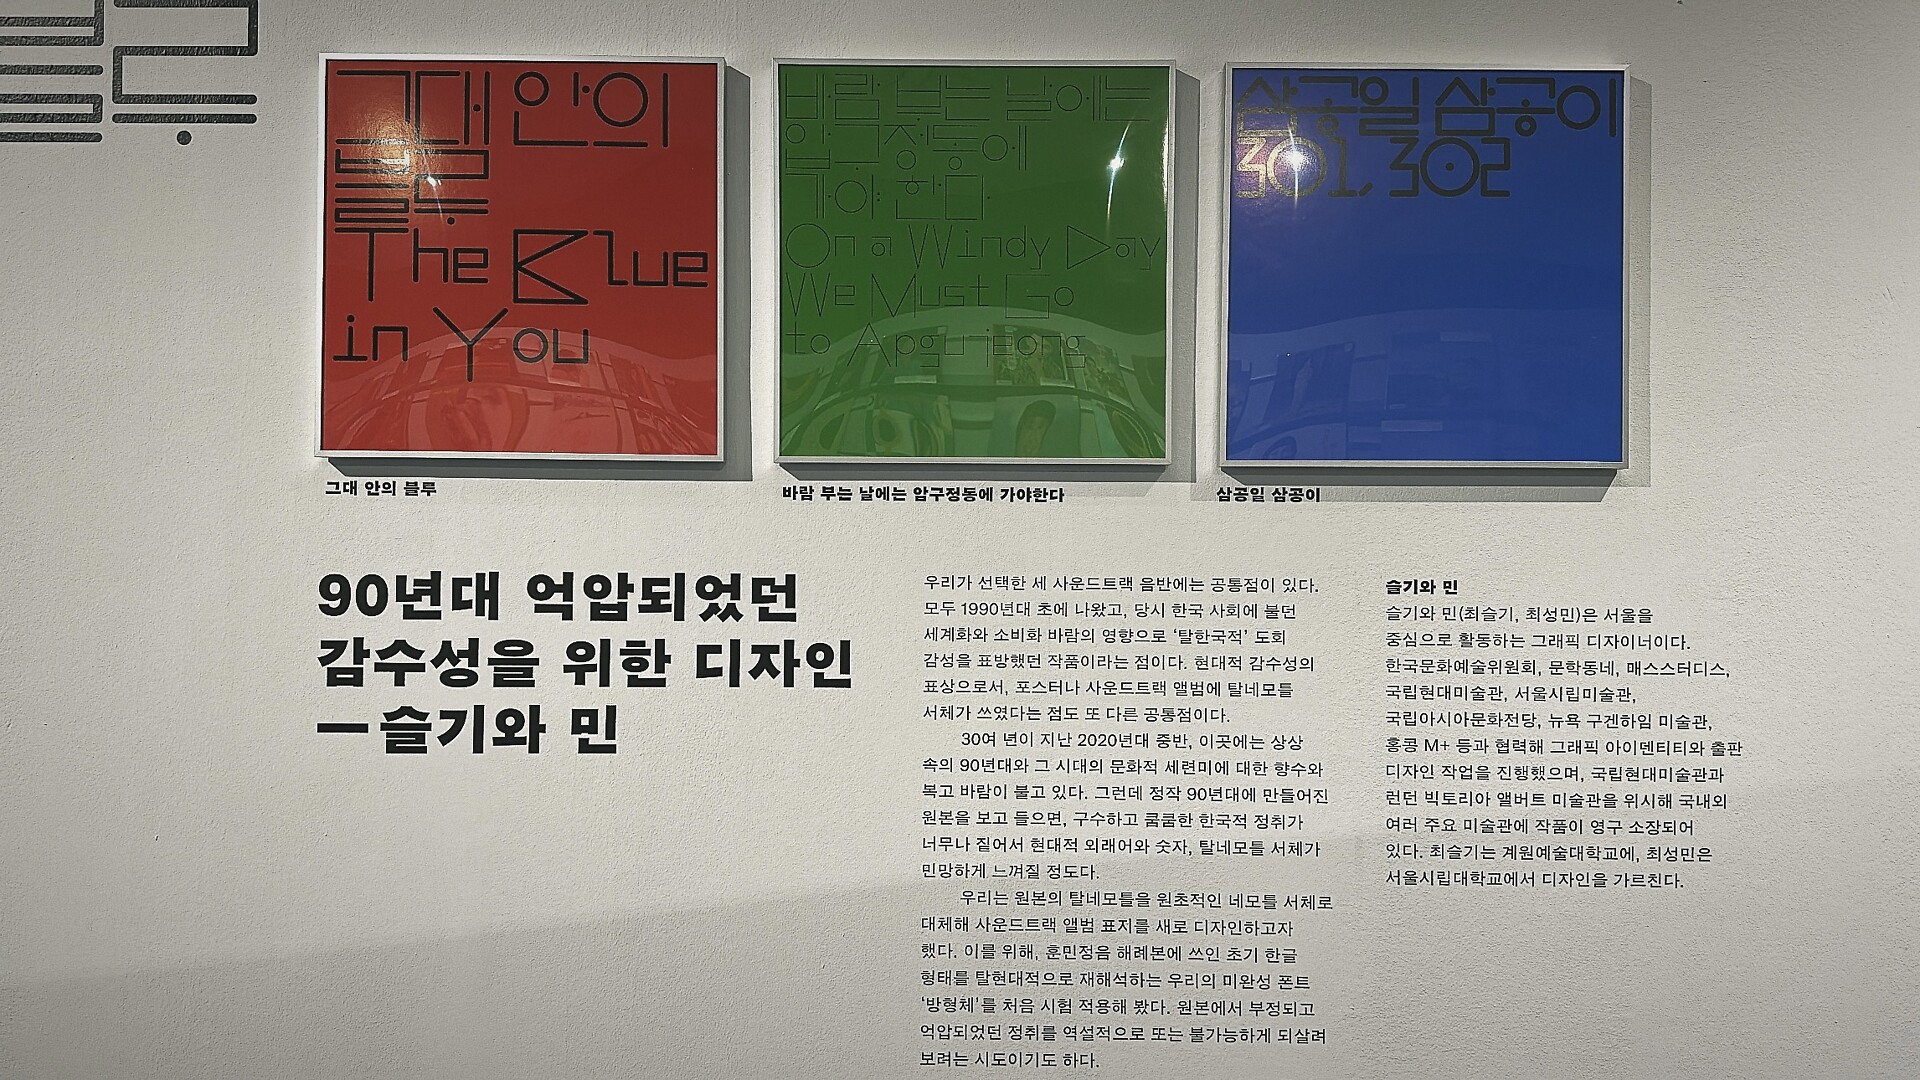 그대 안의
블루
The Blue
in You
바람 부는 날에는
압구정동에
가야 한다
On a Windy Day
We Must Go
to Apgujeong
삼공일 삼공이
301, 302
그대 안의 블루
바람 부는 날에는 압구정동에 가야한다
삼공일 삼공이
90년대 억압되었던
감수성을 위한 디자인
—슬기와 민
우리가 선택한 세 사운드트랙 음반에는 공통점이 있다.
모두 1990년대 초에 나왔고, 당시 한국 사회에 불던
세계화와 소비화 바람의 영향으로 ‘탈한국적’ 도회
감성을 표방했던 작품이라는 점이다. 현대적 감수성의
표상으로서, 포스터나 사운드트랙 앨범에 탈네모틀
서체가 쓰였다는 점도 또 다른 공통점이다.
30여 년이 지난 2020년대 중반, 이곳에는 상상
속의 90년대와 그 시대의 문화적 세련미에 대한 향수와
복고 바람이 불고 있다. 그런데 정작 90년대에 만들어진
원본을 보고 들으면, 구수하고 쿰쿰한 한국적 정취가
너무나 짙어서 현대적 외래어와 숫자, 탈네모틀 서체가
민망하게 느껴질 정도다.
우리는 원본의 탈네모틀을 원초적인 네모틀 서체로
대체해 사운드트랙 앨범 표지를 새로 디자인하고자
했다. 이를 위해, 훈민정음 해례본에 쓰인 초기 한글
형태를 탈현대적으로 재해석하는 우리의 미완성 폰트
‘방형체’를 처음 시험 적용해 봤다. 원본에서 부정되고
억압되었던 정취를 역설적으로 또는 불가능하게 되살려
보려는 시도이기도 하다.
슬기와 민
슬기와 민(최슬기, 최성민)은 서울을
중심으로 활동하는 그래픽 디자이너이다.
한국문화예술위원회, 문학동네, 매스스터디스,
국립현대미술관, 서울시립미술관,
국립아시아문화전당, 뉴욕 구겐하임 미술관,
홍콩 M+ 등과 협력해 그래픽 아이덴티티와 출판
디자인 작업을 진행했으며, 국립현대미술관과
런던 빅토리아 앨버트 미술관을 위시해 국내외
여러 주요 미술관에 작품이 영구 소장되어
있다. 최슬기는 계원예술대학교에, 최성민은
서울시립대학교에서 디자인을 가르친다.